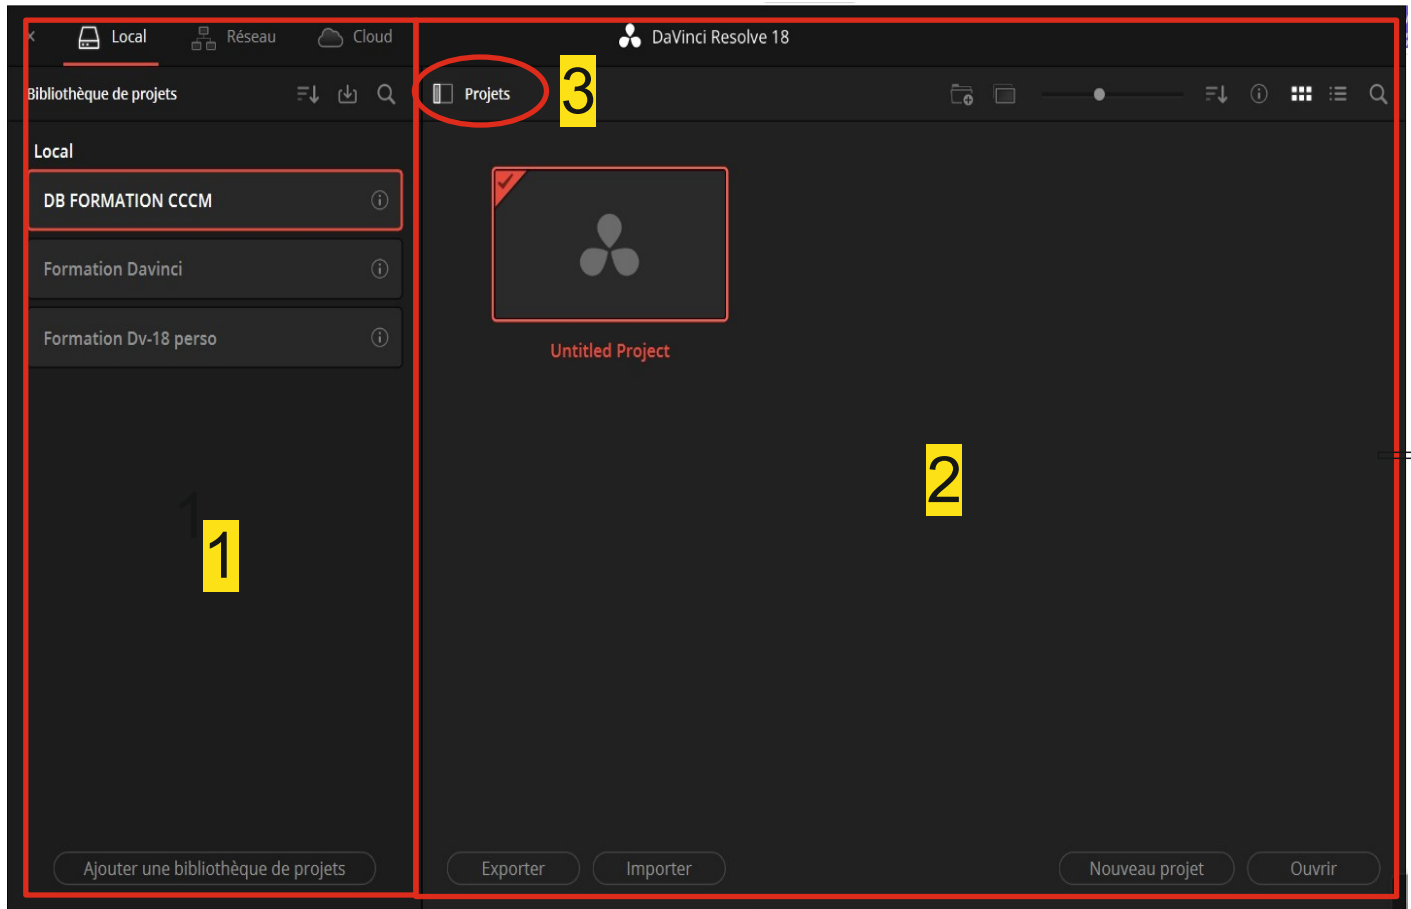 Local Réseau Cloud DaVinci Resolve 18
Bibliothèque de projets Projets 3
Local
DB FORMATION CCCM
Formation Davinci
Formation Dv-18 perso
Untitled Project
2
1
1
Ajouter une bibliothèque de projets Exporter Importer Nouveau projet Ouvrir